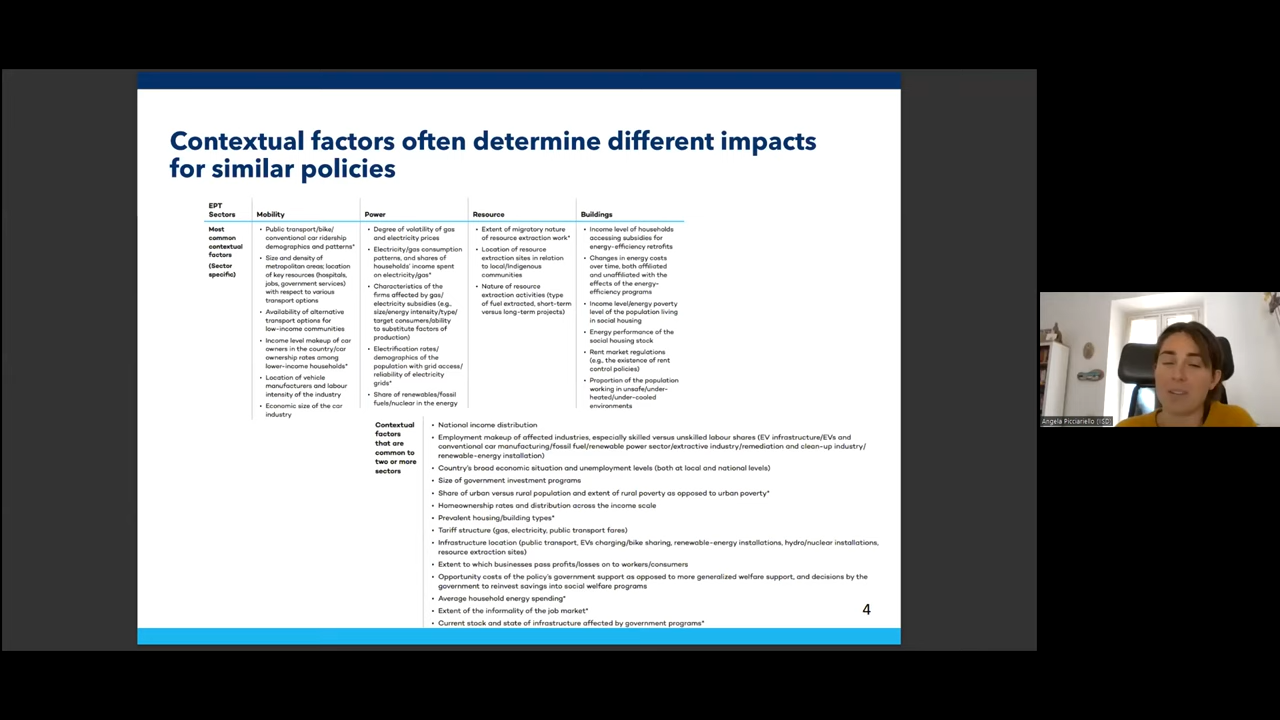 Contextual factors often determine different impacts
for similar policies
EPT
Sectors
Mobility
Power
Resource
Buildings
Most
common
contextual
factors
(Sector
specific)
• Public transport/bike/
conventional car ridership
demographics and patterns*
• Size and density of
metropolitan areas; location
of key resources (hospitals,
jobs, government services)
with respect to various
transport options
• Availability of alternative
transport options for
low-income communities
• Income level makeup of car
owners in the country/car
ownership rates among
lower-income households*
• Location of vehicle
manufacturers and labour
intensity of the industry
• Economic size of the car
industry
• Degree of volatility of gas
and electricity prices
• Electricity/gas consumption
patterns, and shares of
households' income spent
on electricity/gas*
• Characteristics of the
firms affected by gas/
electricity subsidies (e.g.,
size/energy intensity/type/
target consumers/ability
to substitute factors of
production)
• Electrification rates/
demographics of the
population with grid access/
reliability of electricity
grids*
• Share of renewables/fossil
fuels/nuclear in the energy
• Extent of migratory nature
of resource extraction work*
• Location of resource
extraction sites in relation
to local/Indigenous
communities
• Nature of resource
extraction activities (type
of fuel extracted, short-term
versus long-term projects)
• Income level of households
accessing subsidies for
energy-efficiency retrofits
• Changes in energy costs
over time, both affiliated
and unaffiliated with the
effects of the energy-
efficiency programs
• Income level/energy poverty
level of the population living
in social housing
• Energy performance of the
social housing stock
• Rent market regulations
(e.g., the existence of rent
control policies)
• Proportion of the population
working in unsafe/under-
heated/under-cooled
environments
Contextual
factors
that are
common to
two or more
sectors
• National income distribution
• Employment makeup of affected industries, especially skilled versus unskilled labour shares (EV infrastructure/EVs and
conventional car manufacturing/fossil fuel/renewable power sector/extractive industry/remediation and clean-up industry/
renewable-energy installation)
• Country's broad economic situation and unemployment levels (both at local and national levels)
• Size of government investment programs
• Share of urban versus rural population and extent of rural poverty as opposed to urban poverty*
• Homeownership rates and distribution across the income scale
• Prevalent housing/building types*
• Tariff structure (gas, electricity, public transport fares)
• Infrastructure location (public transport, EVs charging/bike sharing, renewable-energy installations, hydro/nuclear installations,
resource extraction sites)
• Extent to which businesses pass profits/losses on to workers/consumers
• Opportunity costs of the policy's government support as opposed to more generalized welfare support, and decisions by the
government to reinvest savings into social welfare programs
• Average household energy spending*
• Extent of the informality of the job market*
• Current stock and state of infrastructure affected by government programs*
4
Angela Picciariello (IISD)